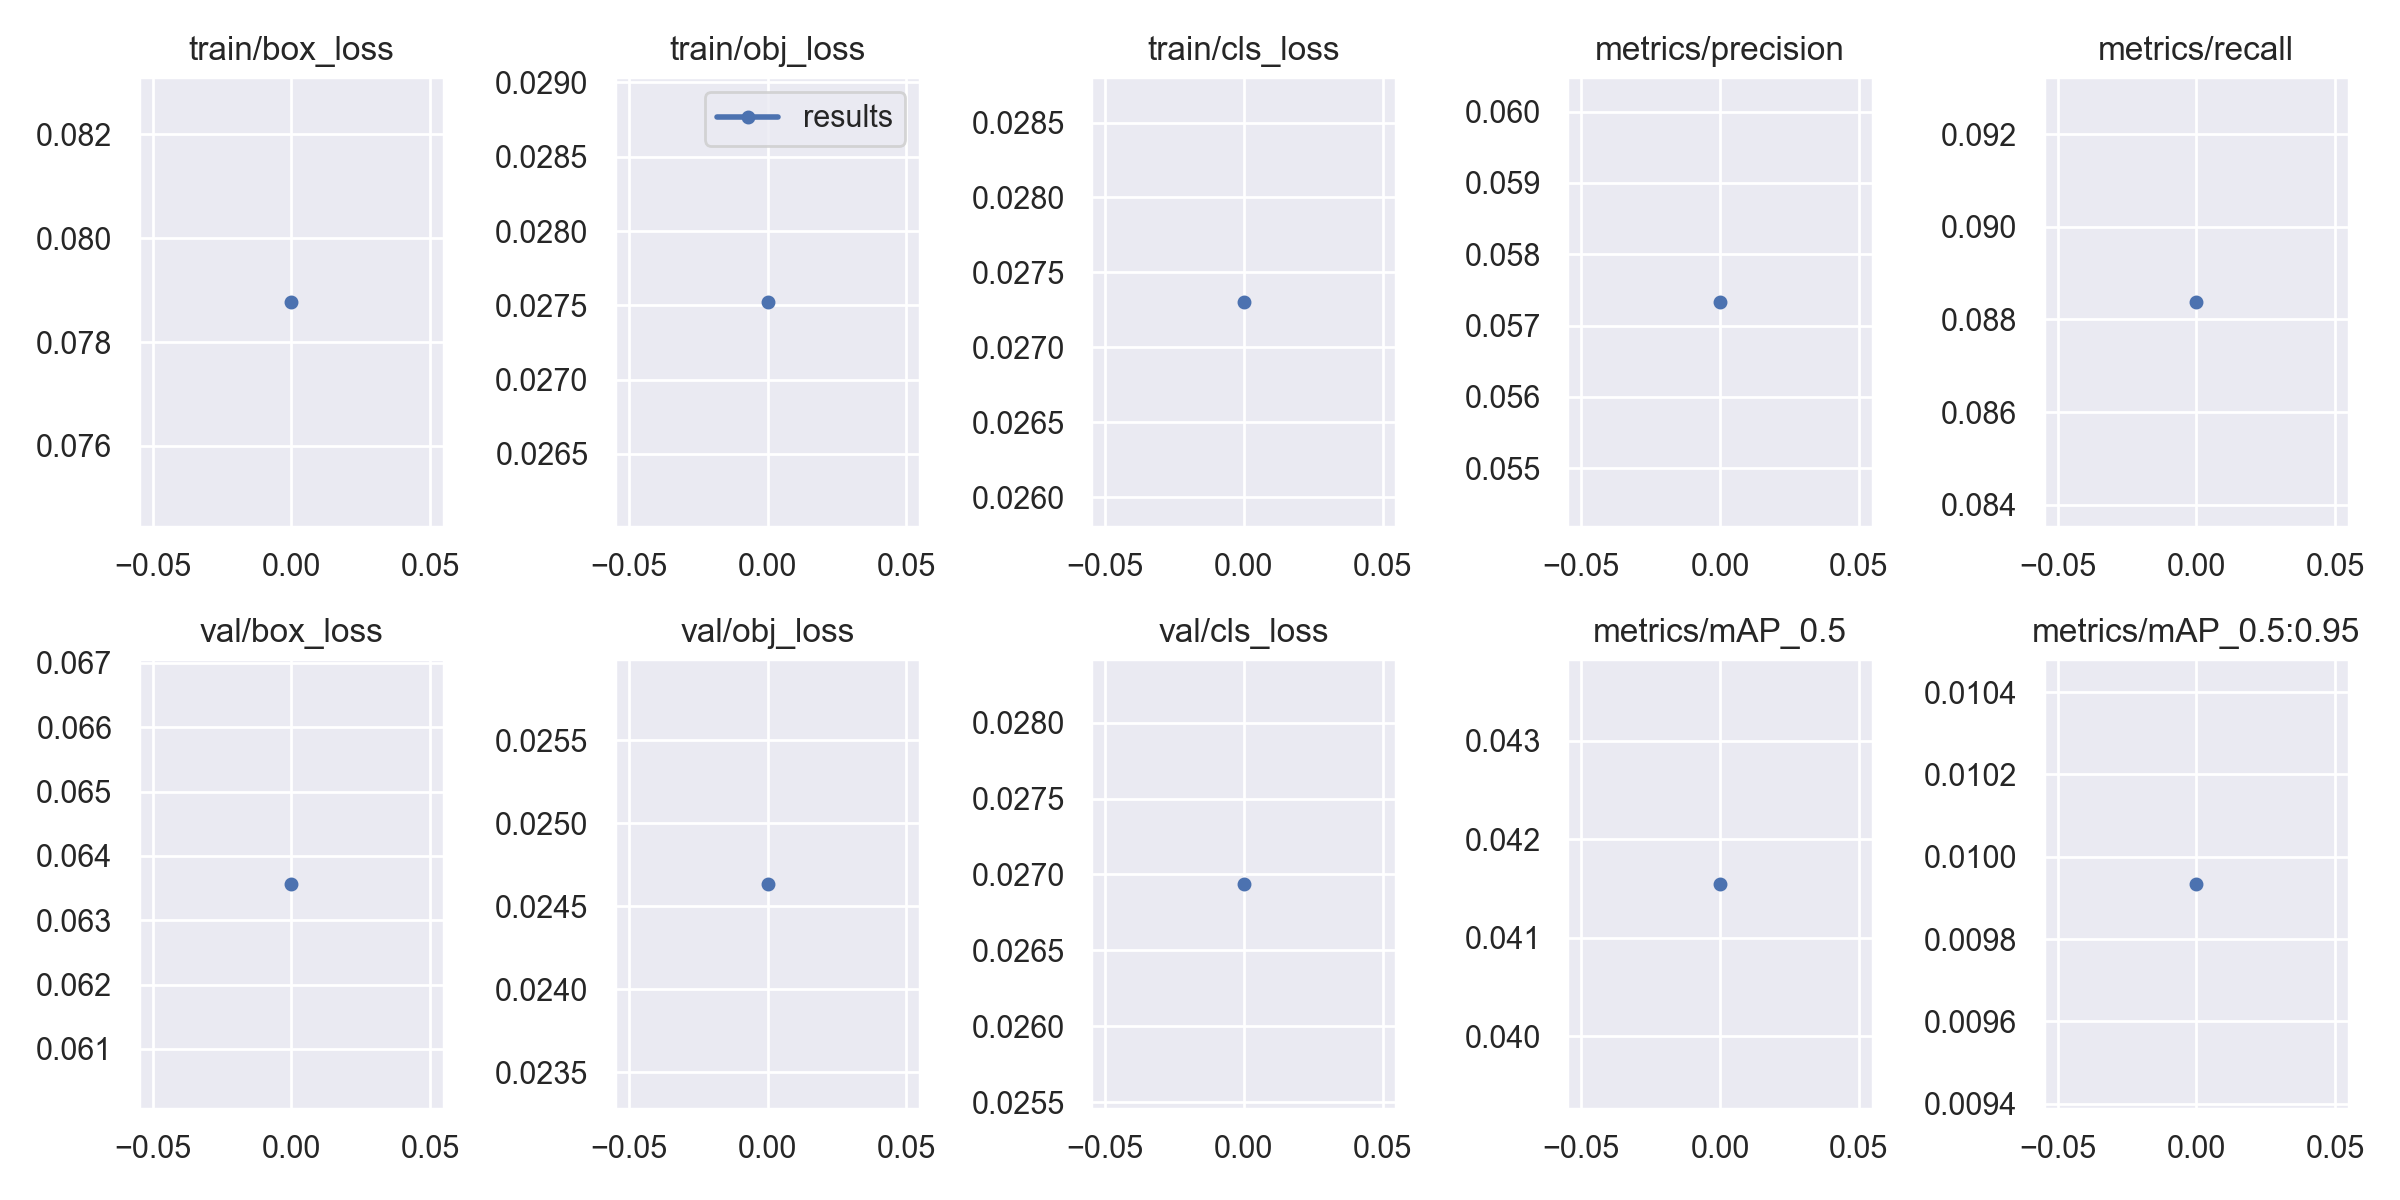 train/box_loss
0.082
0.080
0.078
0.076
−0.05 0.00 0.05
train/obj_loss
results
0.0290
0.0285
0.0280
0.0275
0.0270
0.0265
−0.05 0.00 0.05
train/cls_loss
0.0285
0.0280
0.0275
0.0270
0.0265
0.0260
−0.05 0.00 0.05
metrics/precision
0.060
0.059
0.058
0.057
0.056
0.055
−0.05 0.00 0.05
metrics/recall
0.092
0.090
0.088
0.086
0.084
−0.05 0.00 0.05
val/box_loss
0.067
0.066
0.065
0.064
0.063
0.062
0.061
−0.05 0.00 0.05
val/obj_loss
0.0255
0.0250
0.0245
0.0240
0.0235
−0.05 0.00 0.05
val/cls_loss
0.0280
0.0275
0.0270
0.0265
0.0260
0.0255
−0.05 0.00 0.05
metrics/mAP_0.5
0.043
0.042
0.041
0.040
−0.05 0.00 0.05
metrics/mAP_0.5:0.95
0.0104
0.0102
0.0100
0.0098
0.0096
0.0094
−0.05 0.00 0.05